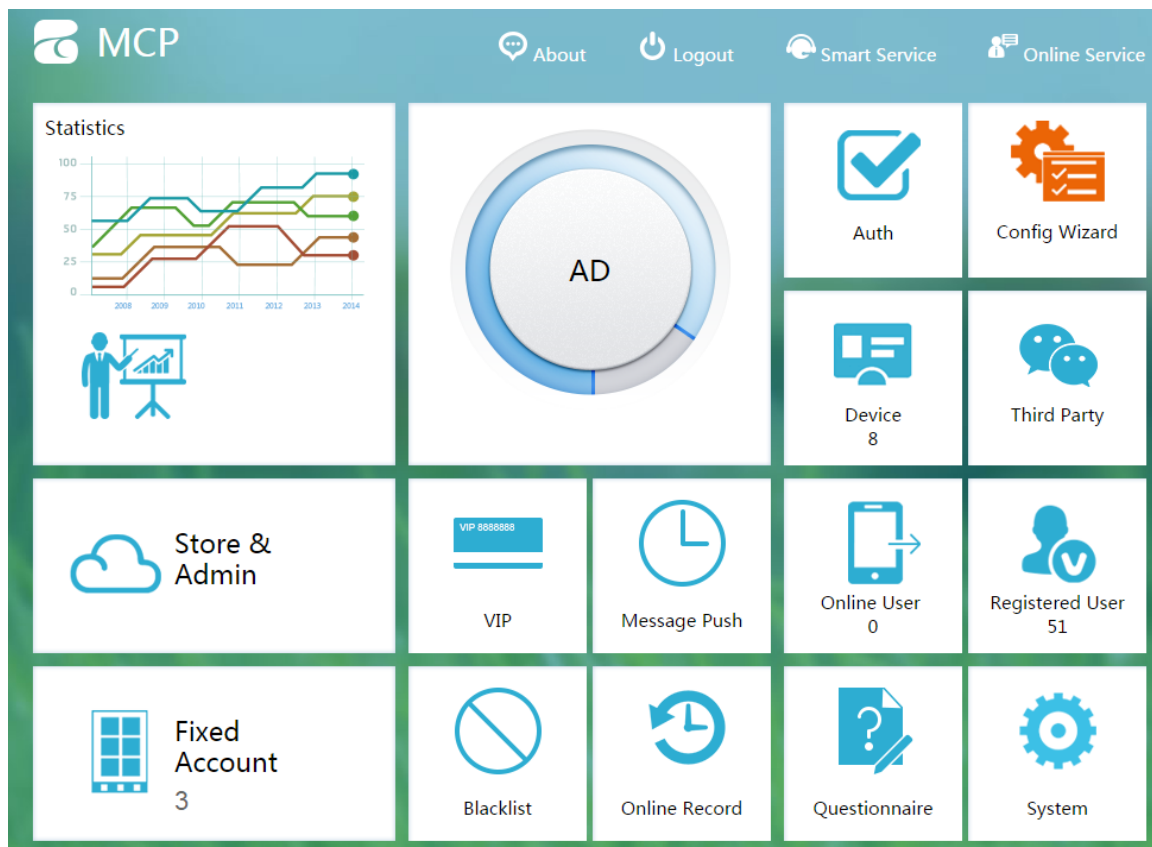 MCP
About
Logout
Smart Service
Online Service
Statistics
100
75
50
25
0
2008 2009 2010 2011 2012 2013 2014
AD
Auth
Config Wizard
Device
8
Third Party
Store &
Admin
VIP 8888888
VIP
Message Push
Online User
0
Registered User
51
Fixed
Account
3
Blacklist
Online Record
Questionnaire
System